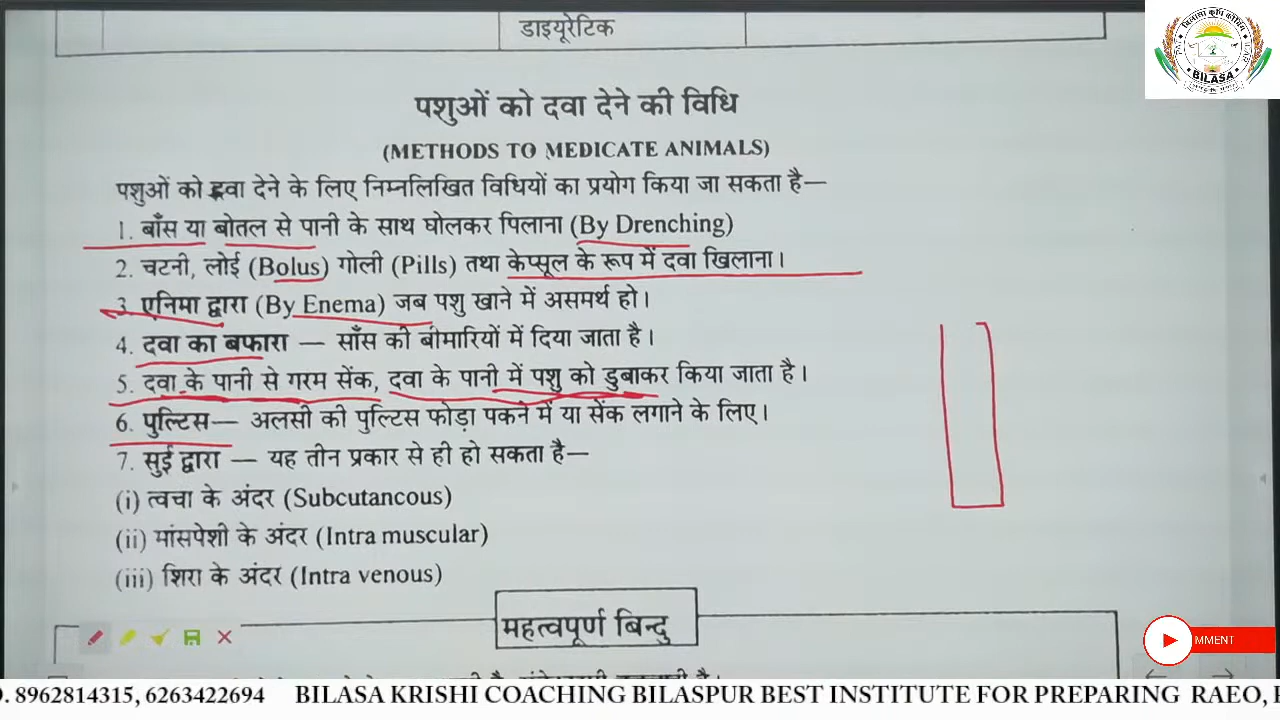 डाइयूरेटिक
BILASA
पशुओं को दवा देने की विधि
(METHODS TO MEDICATE ANIMALS)
पशुओं को दवा देने के लिए निम्नलिखित विधियों का प्रयोग किया जा सकता है—
1. बाँस या बोतल से पानी के साथ घोलकर पिलाना (By Drenching)
2. चटनी, लोई (Bolus) गोली (Pills) तथा केप्सूल के रूप में दवा खिलाना।
3. एनिमा द्वारा (By Enema) जब पशु खाने में असमर्थ हो।
4. दवा का बफारा — साँस की बीमारियों में दिया जाता है।
5. दवा के पानी से गरम सेंक, दवा के पानी में पशु को डुबाकर किया जाता है।
6. पुल्टिस— अलसी की पुल्टिस फोड़ा पकने में या सेंक लगाने के लिए।
7. सुई द्वारा — यह तीन प्रकार से ही हो सकता है—
(i) त्वचा के अंदर (Subcutancous)
(ii) मांसपेशी के अंदर (Intra muscular)
(iii) शिरा के अंदर (Intra venous)
महत्वपूर्ण बिन्दु
MMENT
. 8962814315, 6263422694 BILASA KRISHI COACHING BILASPUR BEST INSTITUTE FOR PREPARING RAEO,